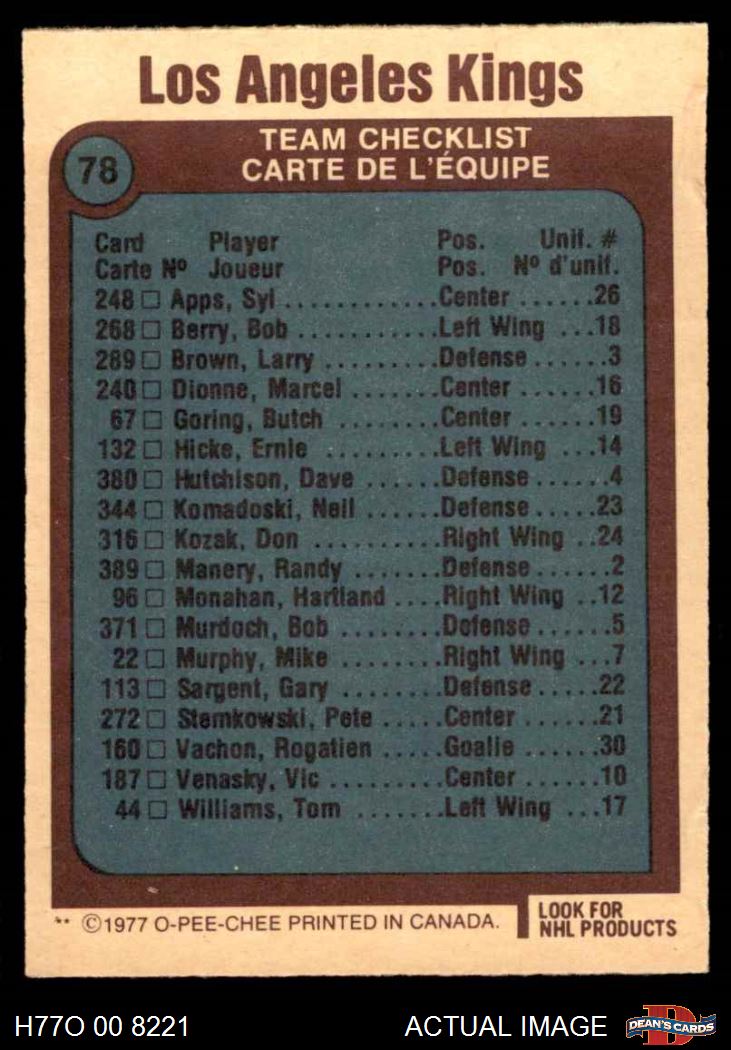 Los Angeles Kings
78
TEAM CHECKLIST
CARTE DE L'ÉQUIPE
Card Player Pos. Unif. #
Carte Nº Joueur Pos. Nº d'unif.
248 □ Apps, Syl ............Center ......26
268 □ Berry, Bob ...........Left Wing ...18
289 □ Brown, Larry .........Defense.......3
240 □ Dionne, Marcel .......Center ......16
67 □ Goring, Butch ........Center ......19
132 □ Hicke, Ernie .........Left Wing ...14
380 □ Hutchison, Dave ......Defense.......4
344 □ Komadoski, Neil ......Defense......23
316 □ Kozak, Don ..........Right Wing ..24
389 □ Manery, Randy .......Defense......2
96 □ Monahan, Hartland ....Right Wing ..12
371 □ Murdoch, Bob ........Defense......5
22 □ Murphy, Mike ........Right Wing ...7
113 □ Sargent, Gary ........Defense.....22
272 □ Stemkowski, Pete .....Center ......21
160 □ Vachon, Rogatien .....Goalie ......30
187 □ Venasky, Vic .........Center ......10
44 □ Williams, Tom .......Left Wing ...17
** ©1977 O-PEE-CHEE PRINTED IN CANADA.
LOOK FOR
NHL PRODUCTS
H77O 00 8221
ACTUAL IMAGE
D
DEAN'S CARDS